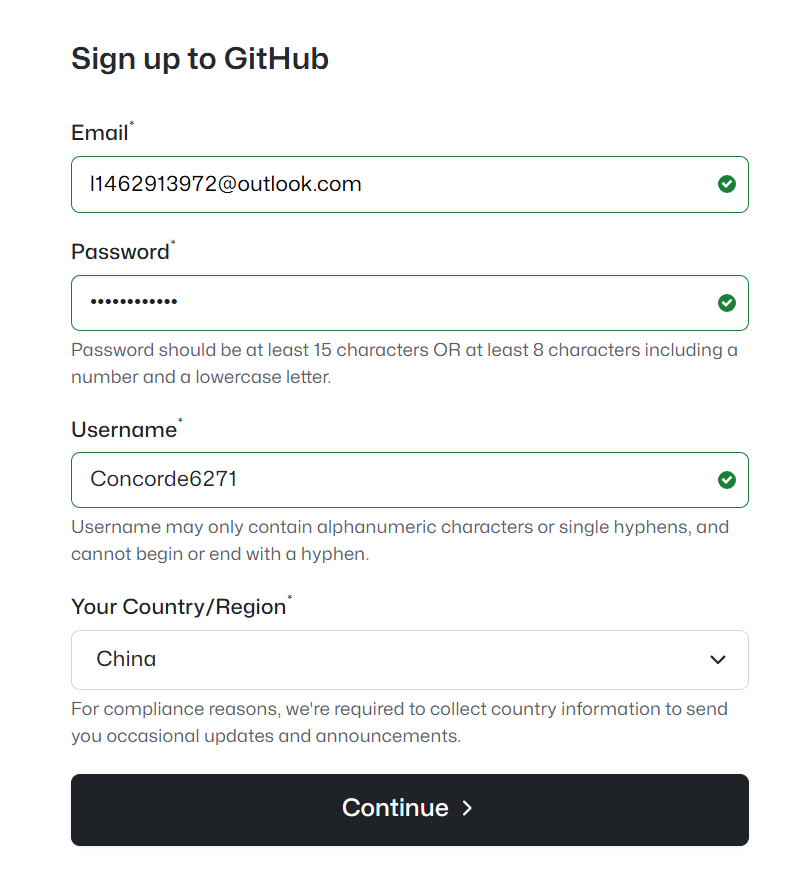 Sign up to GitHub
Email*
l1462913972@outlook.com
Password*
••••••••••••
Password should be at least 15 characters OR at least 8 characters including a
number and a lowercase letter.
Username*
Concorde6271
Username may only contain alphanumeric characters or single hyphens, and
cannot begin or end with a hyphen.
Your Country/Region*
China
For compliance reasons, we're required to collect country information to send
you occasional updates and announcements.
Continue >